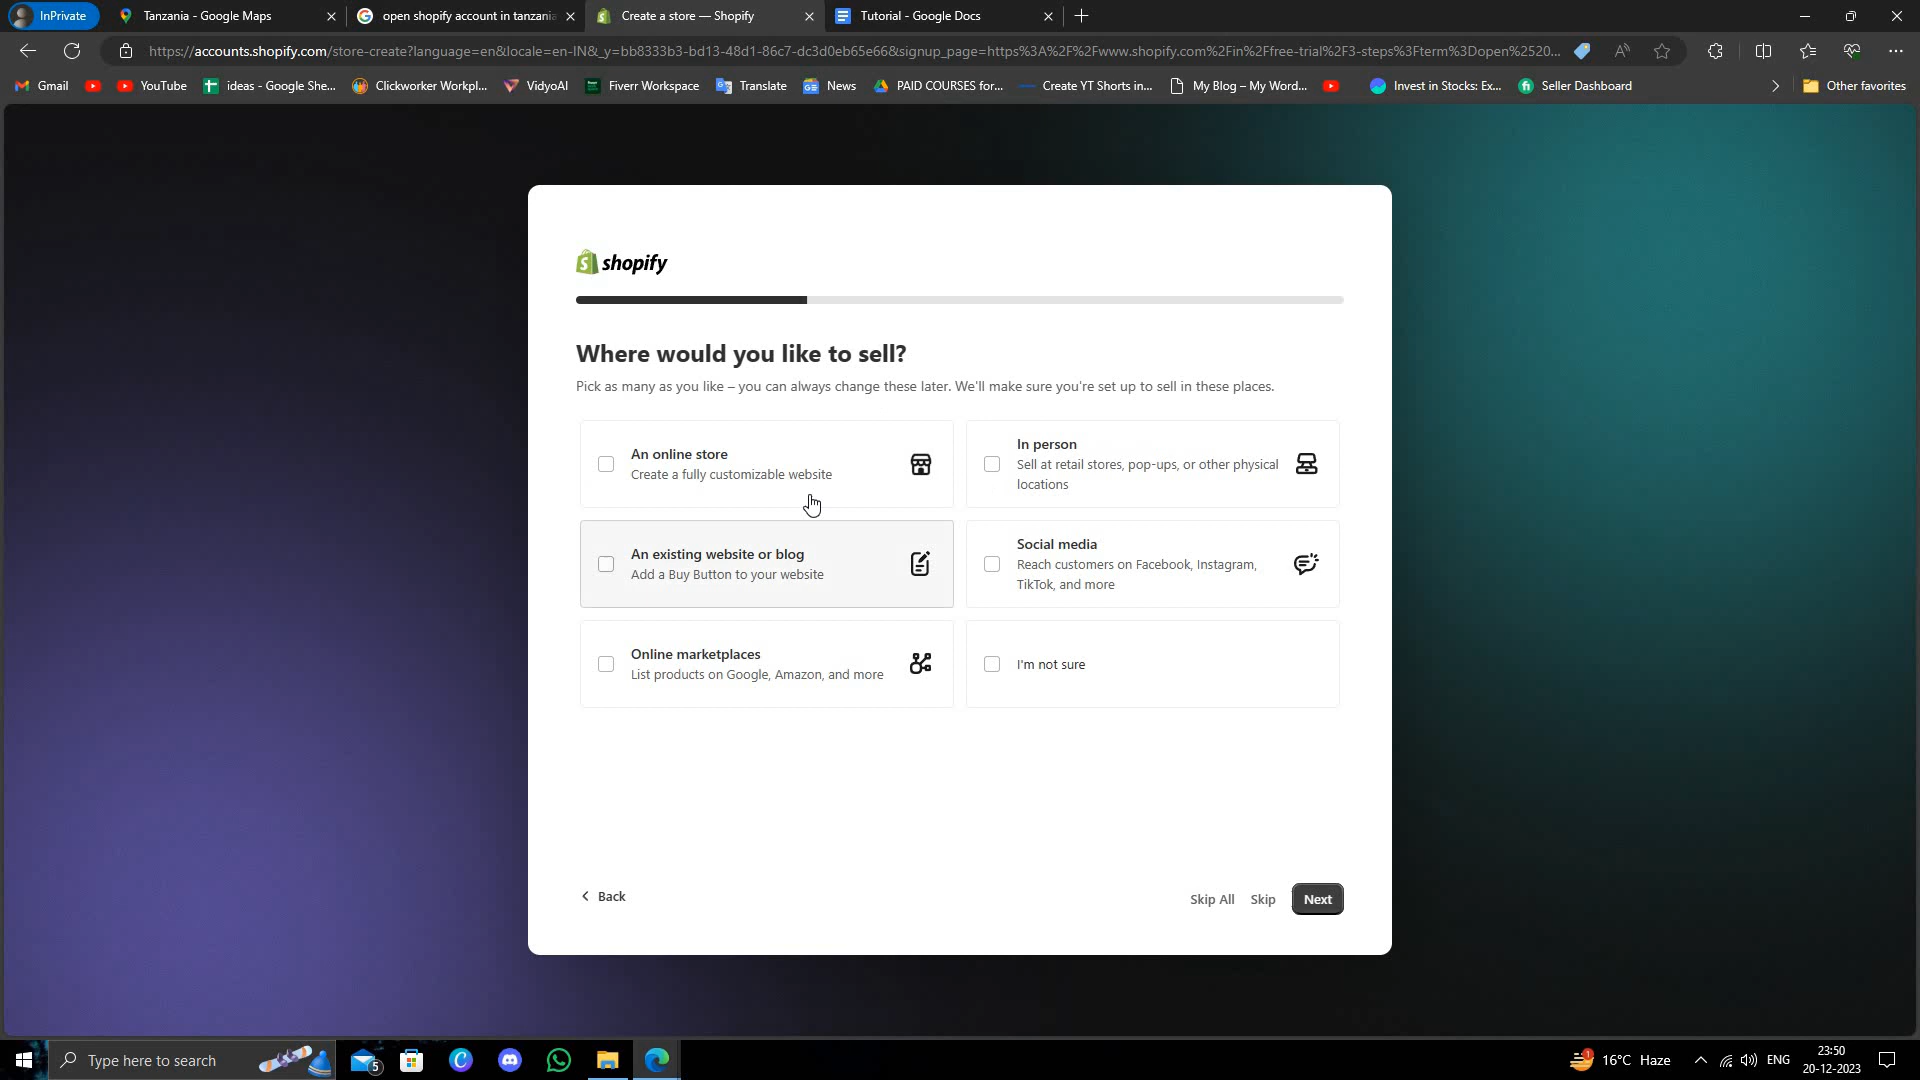 InPrivate
Tanzania - Google Maps
open shopify account in tanzania
Create a store — Shopify
Tutorial - Google Docs
https://accounts.shopify.com/store-create?language=en&locale=en-IN&_y=bb8333b3-bd13-48d1-86c7-dc3d0eb65e66&signup_page=https%3A%2F%2Fwww.shopify.com%2Fin%2Ffree-trial%2F3-steps%3Fterm%3Dopen%2520...
Gmail
YouTube
ideas - Google She...
Clickworker Workpl...
VidyoAI
Fiverr Workspace
Translate
News
PAID COURSES for...
Create YT Shorts in...
My Blog – My Word...
Invest in Stocks: Ex...
Seller Dashboard
Other favorites
shopify
Where would you like to sell?
Pick as many as you like – you can always change these later. We'll make sure you're set up to sell in these places.
An online store
Create a fully customizable website
In person
Sell at retail stores, pop-ups, or other physical
locations
An existing website or blog
Add a Buy Button to your website
Social media
Reach customers on Facebook, Instagram,
TikTok, and more
Online marketplaces
List products on Google, Amazon, and more
I'm not sure
Back
Skip All
Skip
Next
Type here to search
5
1
16°C Haze
ENG
23:50
20-12-2023